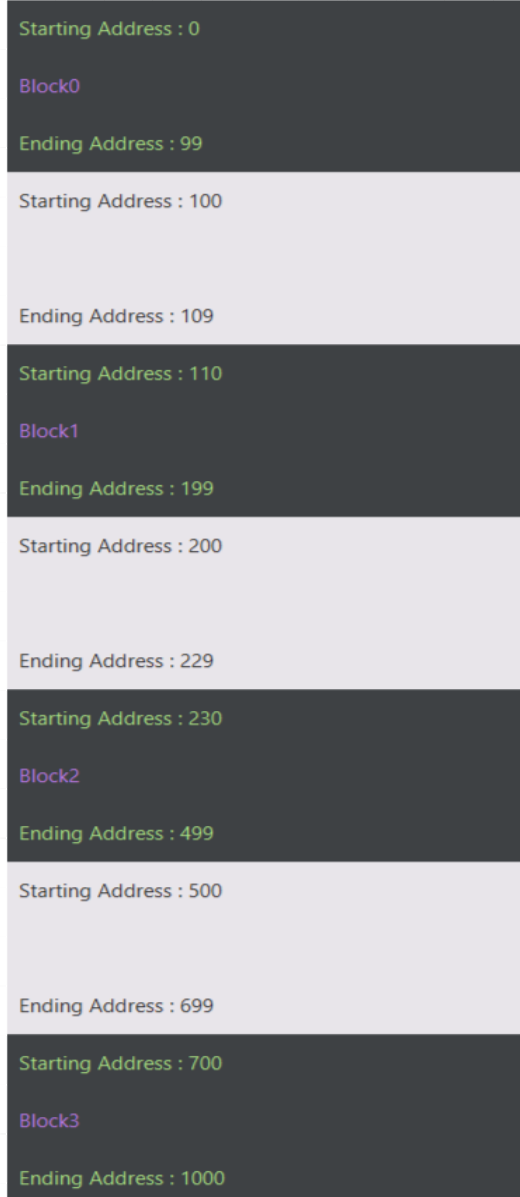 Starting Address : 0
Block0
Ending Address : 99
Starting Address : 100
Ending Address : 109
Starting Address : 110
Block1
Ending Address : 199
Starting Address : 200
Ending Address : 229
Starting Address : 230
Block2
Ending Address : 499
Starting Address : 500
Ending Address : 699
Starting Address : 700
Block3
Ending Address : 1000